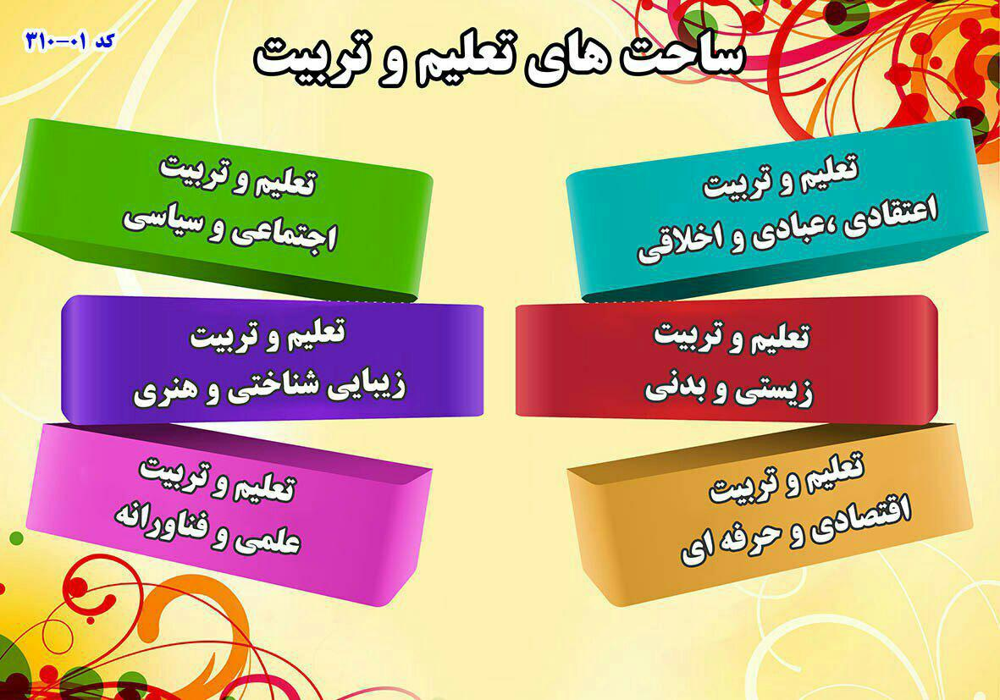 ساحت های تعلیم و تربیت
کد ۰۱-۳۱۰
تعلیم و تربیت
اعتقادی ،عبادی و اخلاقی
تعلیم و تربیت
اجتماعی و سیاسی
تعلیم و تربیت
زیستی و بدنی
تعلیم و تربیت
زیبایی شناختی و هنری
تعلیم و تربیت
اقتصادی و حرفه ای
تعلیم و تربیت
علمی و فناورانه